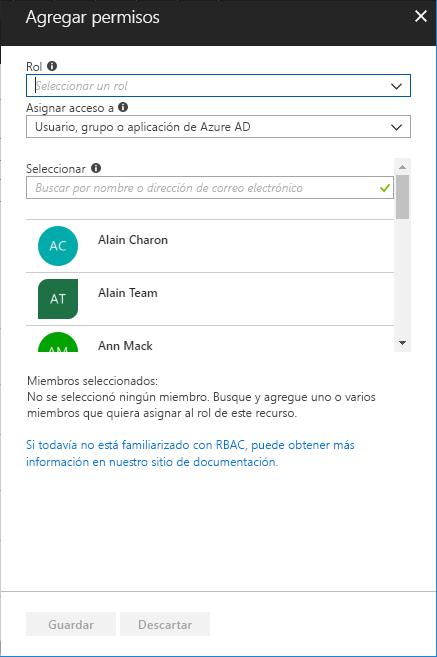 Agregar permisos
Rol
Seleccionar un rol
Asignar acceso a
Usuario, grupo o aplicación de Azure AD
Seleccionar
Buscar por nombre o dirección de correo electrónico
AC
Alain Charon
AT
Alain Team
AM
Ann Mack
Miembros seleccionados:
No se seleccionó ningún miembro. Busque y agregue uno o varios
miembros que quiera asignar al rol de este recurso.
Si todavía no está familiarizado con RBAC, puede obtener más
información en nuestro sitio de documentación.
Guardar
Descartar